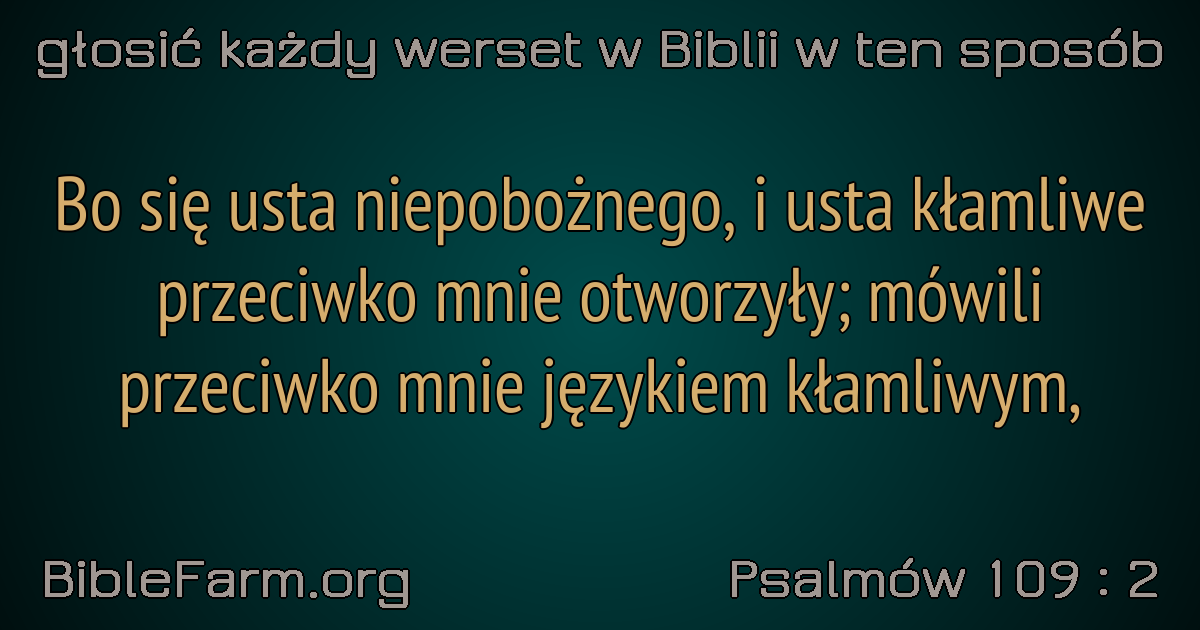 głosić każdy werset w Biblii w ten sposób
Bo się usta niepobożnego, i usta kłamliwe
przeciwko mnie otworzyły; mówili
przeciwko mnie językiem kłamliwym,
BibleFarm.org
Psalmów 109 : 2